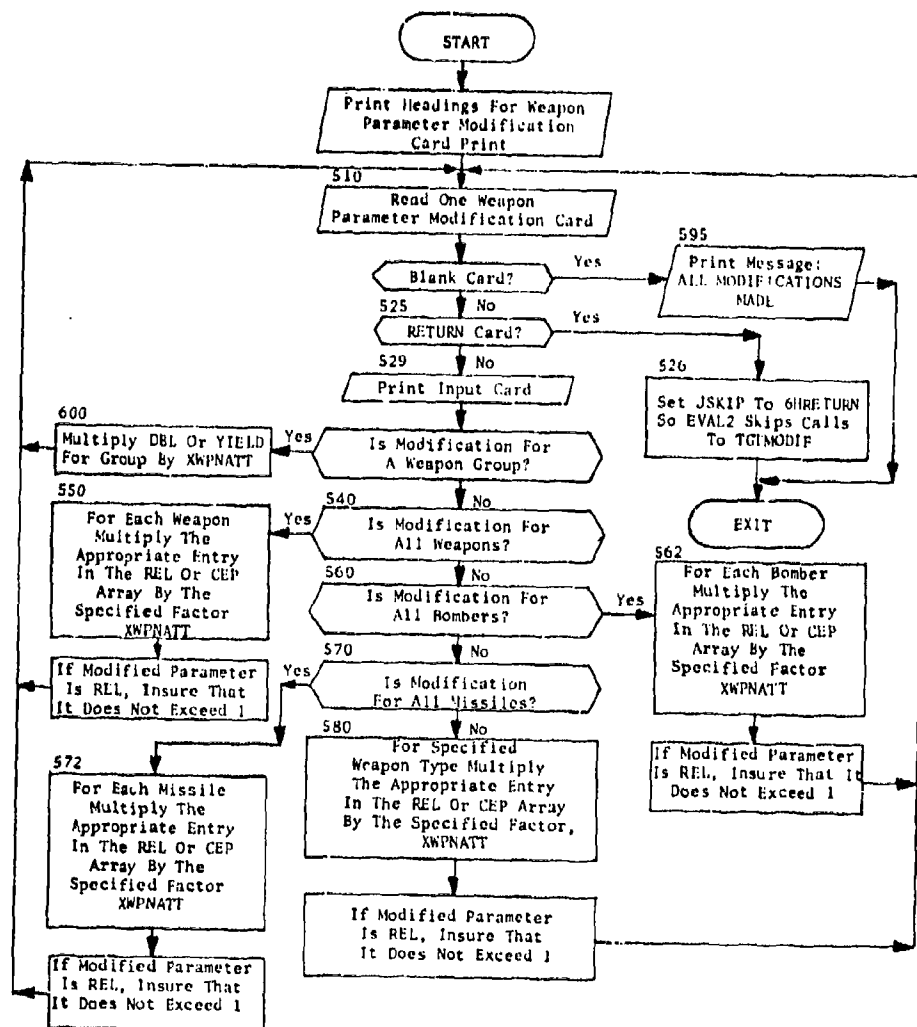 START
Print Headings For Weapon
Parameter Modification
Card Print
510
Read One Weapon
Parameter Modification Card
Blank Card?
Yes
595
Print Message:
ALL MODIFICATIONS
MADE
No
525
RETURN Card?
Yes
526
Set JSKIP To 6HRETURN
So EVAL2 Skips Calls
To TGTMODIF
EXIT
No
529
Print Input Card
Is Modification For
A Weapon Group?
Yes
600
Multiply DBL Or YIELD
For Group By XWPNATT
No
540
Is Modification For
All Weapons?
Yes
550
For Each Weapon
Multiply The
Appropriate Entry
In The REL Or CEP
Array By The
Specified Factor
XWPNATT
If Modified Parameter
Is REL, Insure That
It Does Not Exceed 1
No
560
Is Modification For
All Bombers?
Yes
562
For Each Bomber
Multiply The
Appropriate Entry
In The REL Or CEP
Array By The
Specified Factor
XWPNATT
If Modified Parameter
Is REL, Insure That It
Does Not Exceed 1
No
570
Is Modification
For All Missiles?
Yes
572
For Each Missile
Multiply The
Appropriate Entry
In The REL Or CEP
Array By The
Specified Factor
XWPNATT
If Modified Parameter
Is REL, Insure That
It Does Not Exceed 1
No
580
For Specified
Weapon Type Multiply
The Appropriate Entry
In The REL Or CEP Array
By The Specified Factor,
XWPNATT
If Modified Parameter
Is REL, Insure That
It Does Not Exceed 1